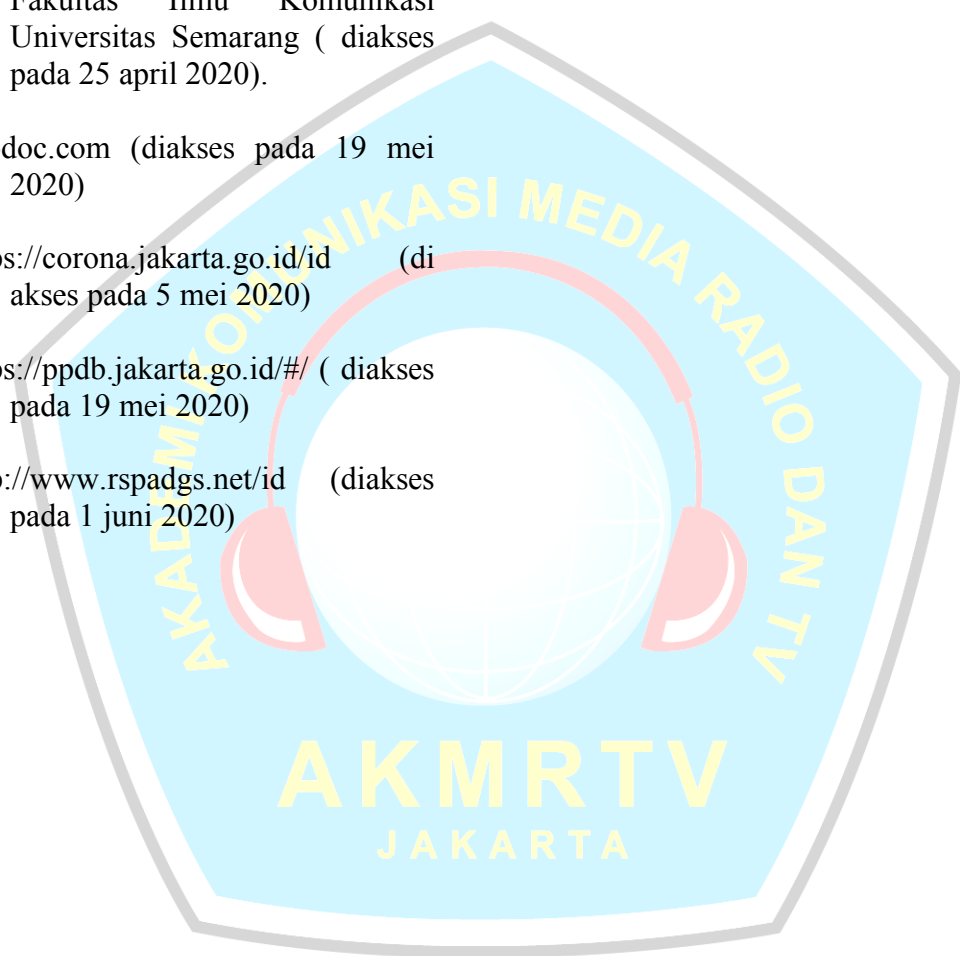 Fakultas Ilmu Komunikasi
Universitas Semarang ( diakses
pada 25 april 2020).
doc.com (diakses pada 19 mei
2020)
s://corona.jakarta.go.id/id (di
akses pada 5 mei 2020)
s://ppdb.jakarta.go.id/#/ ( diakses
pada 19 mei 2020)
://www.rspadgs.net/id (diakses
pada 1 juni 2020)
AKADEMI KOMUNIKASI MEDIA RADIO DAN TV
AKMRTV
JAKARTA